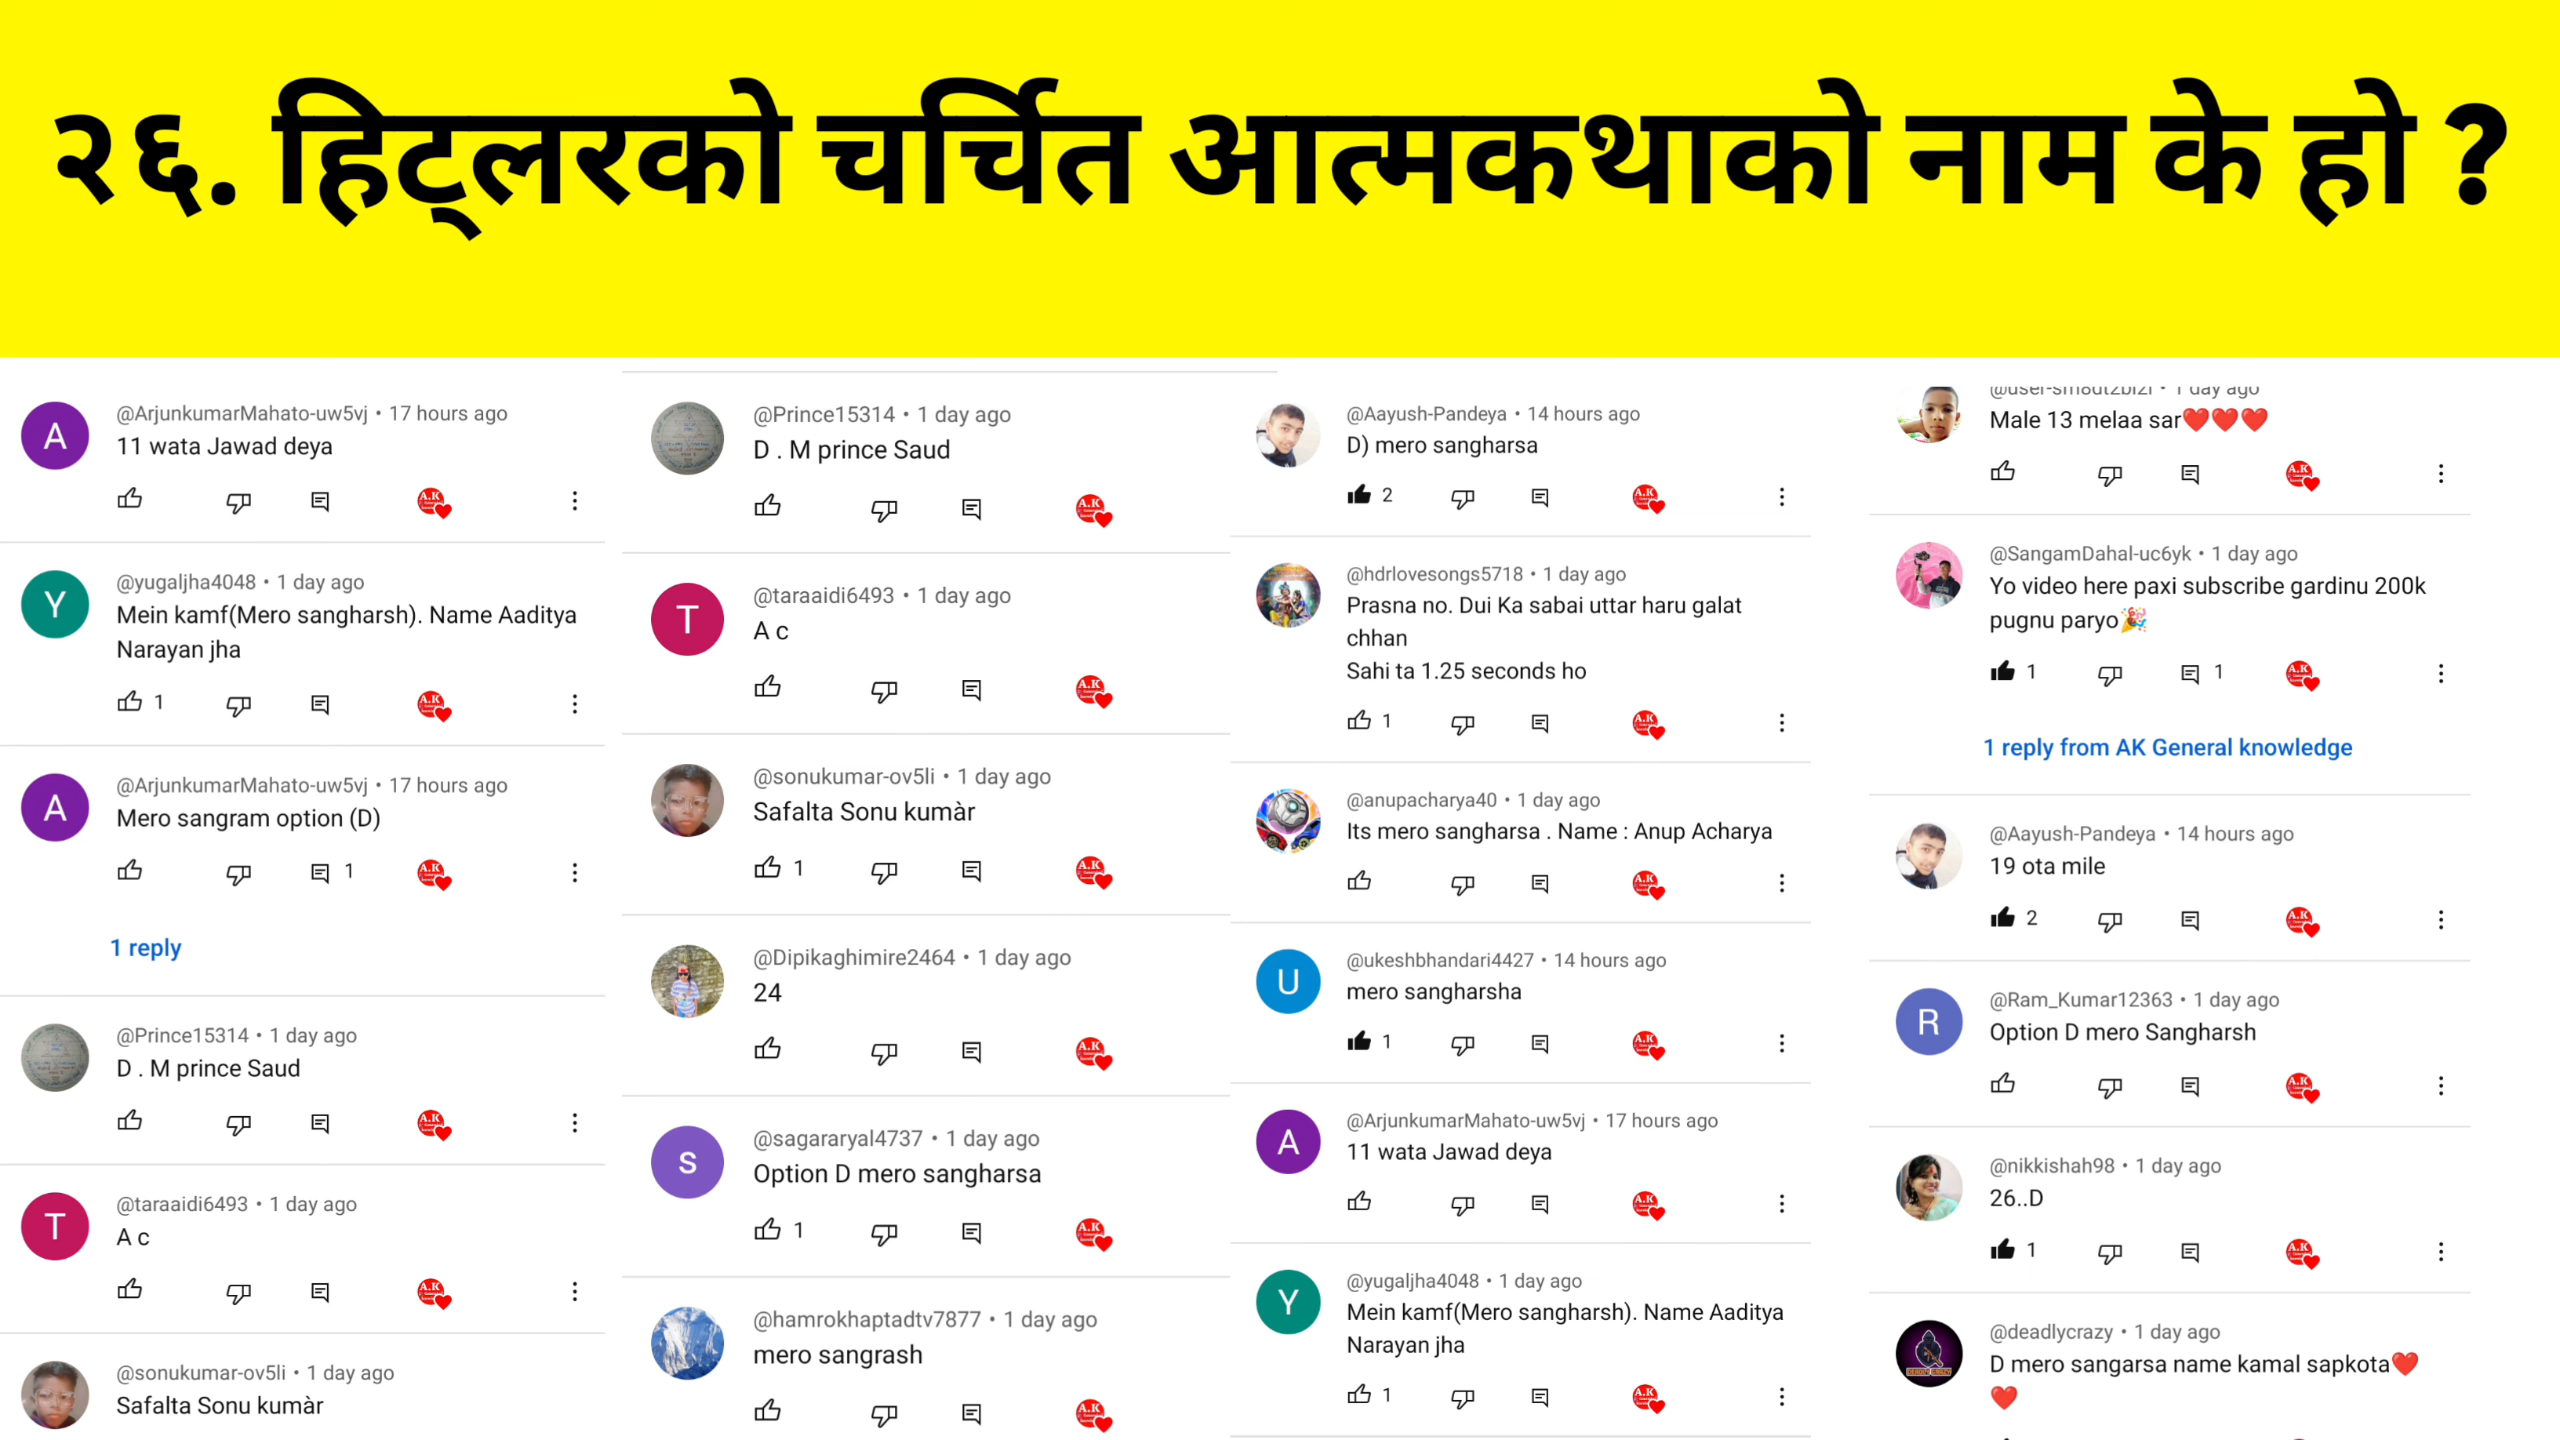 २६. हिट्लरको चर्चित आत्मकथाको नाम के हो ?
@ArjunkumarMahato-uw5vj • 17 hours ago
11 wata Jawad deya
@yugaljha4048 • 1 day ago
Mein kamf(Mero sangharsh). Name Aaditya
Narayan jha
1
@ArjunkumarMahato-uw5vj • 17 hours ago
Mero sangram option (D)
1
1 reply
@Prince15314 • 1 day ago
D . M prince Saud
@taraaidi6493 • 1 day ago
A c
@sonukumar-ov5li • 1 day ago
Safalta Sonu kumàr
@Prince15314 • 1 day ago
D . M prince Saud
@taraaidi6493 • 1 day ago
A c
@sonukumar-ov5li • 1 day ago
Safalta Sonu kumàr
1
@Dipikaghimire2464 • 1 day ago
24
@sagararyal4737 • 1 day ago
Option D mero sangharsa
1
@hamrokhaptadtv7877 • 1 day ago
mero sangrash
@Aayush-Pandeya • 14 hours ago
D) mero sangharsa
2
@hdrlovesongs5718 • 1 day ago
Prasna no. Dui Ka sabai uttar haru galat
chhan
Sahi ta 1.25 seconds ho
1
@anupacharya40 • 1 day ago
Its mero sangharsa . Name : Anup Acharya
@ukeshbhandari4427 • 14 hours ago
mero sangharsha
1
@ArjunkumarMahato-uw5vj • 17 hours ago
11 wata Jawad deya
@yugaljha4048 • 1 day ago
Mein kamf(Mero sangharsh). Name Aaditya
Narayan jha
1
• 1 day ago
Male 13 melaa sar❤️❤️❤️
@SangamDahal-uc6yk • 1 day ago
Yo video here paxi subscribe gardinu 200k
pugnu paryo🎉
1 1
1 reply from AK General knowledge
@Aayush-Pandeya • 14 hours ago
19 ota mile
2
@Ram_Kumar12363 • 1 day ago
Option D mero Sangharsh
@nikkishah98 • 1 day ago
26..D
1
@deadlycrazy • 1 day ago
D mero sangarsa name kamal sapkota❤️
❤️